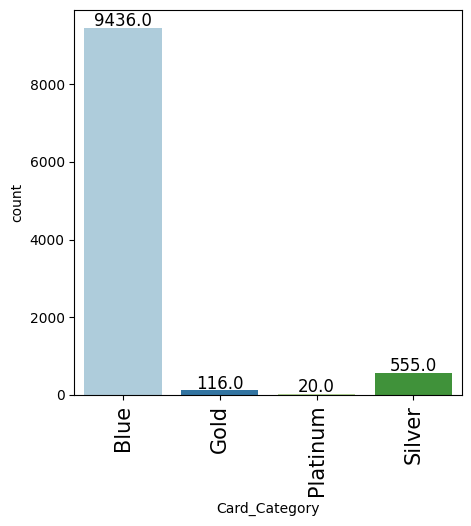 9436.0
8000
6000
4000
2000
0
count
116.0
20.0
555.0
Blue
Gold
Platinum
Silver
Card_Category